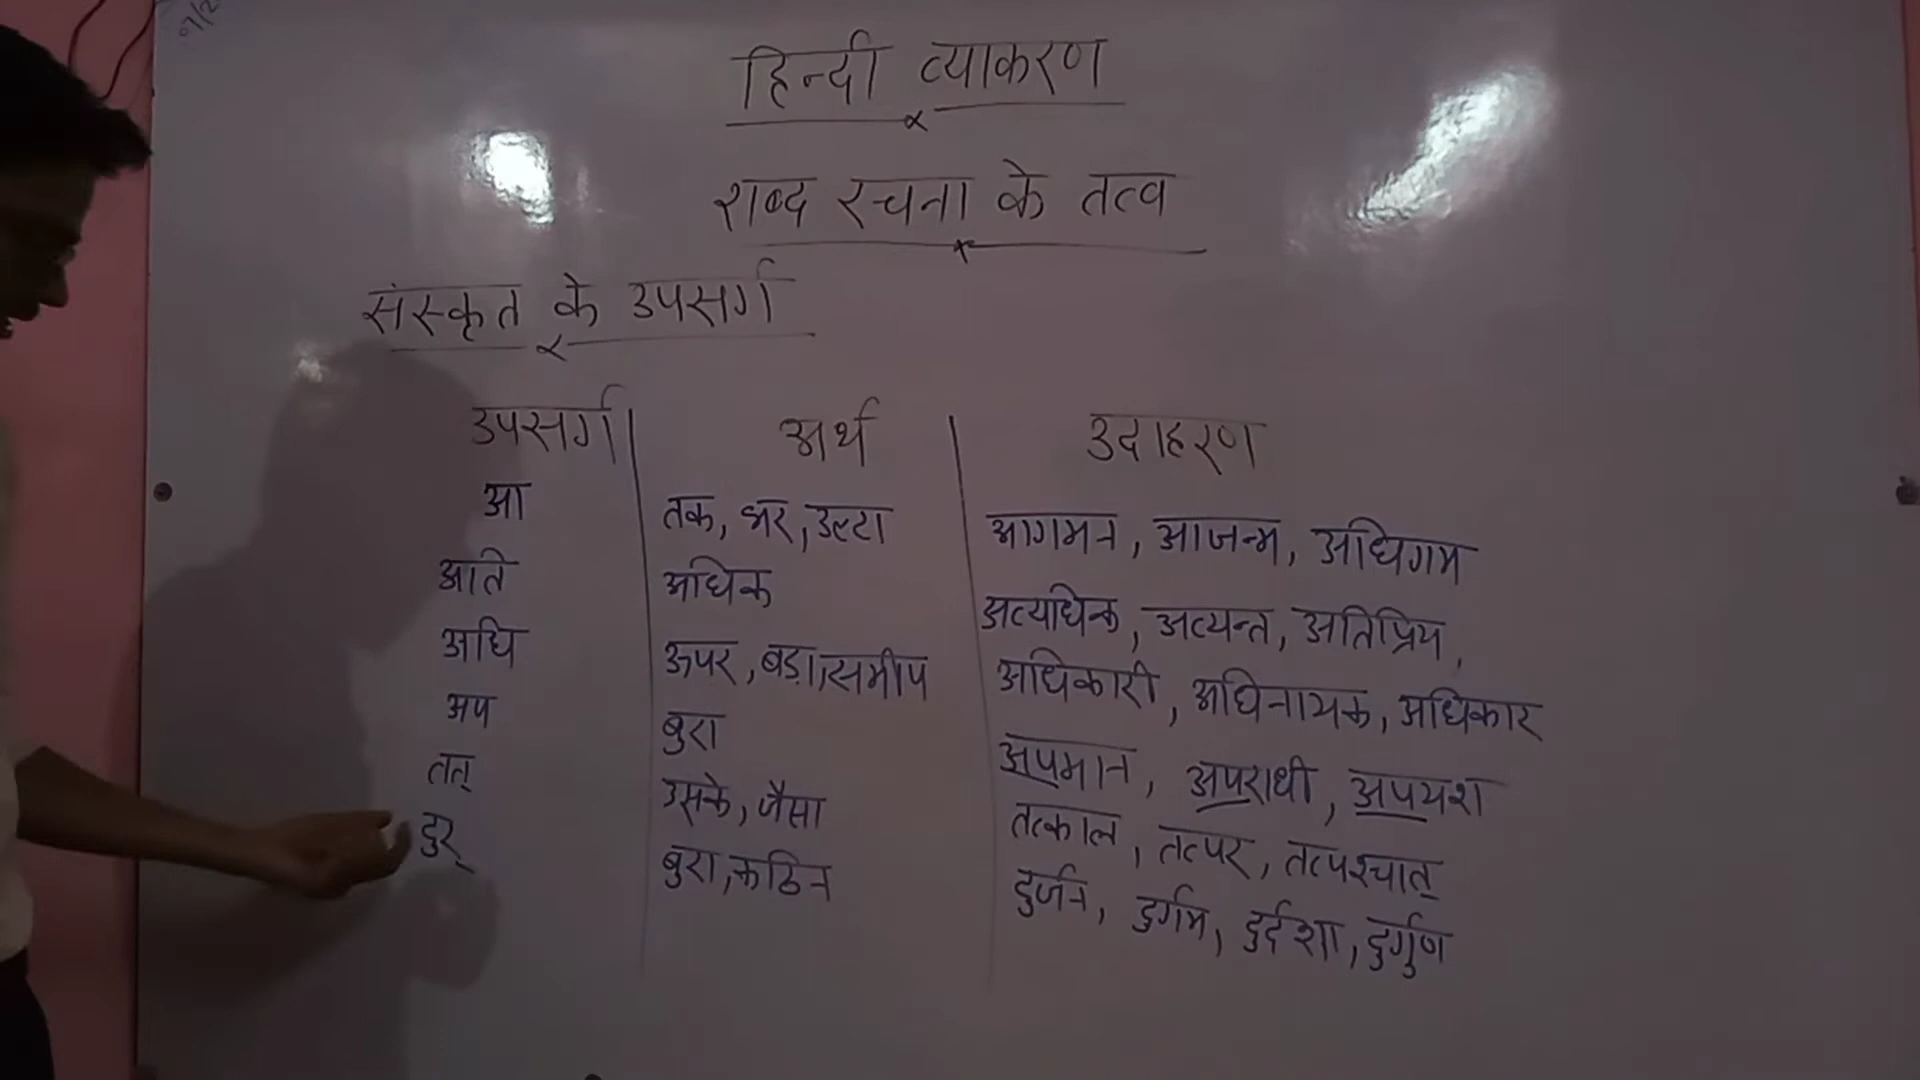 हिन्दी व्याकरण
शब्द रचना के तत्व
संस्कृत के उपसर्ग
उपसर्ग अर्थ उदाहरण
आ तक, भर, उल्टा आगमन, आजन्म, अधिगम
अति अधिक अत्यधिक, अत्यन्त, अतिप्रिय,
अधि ऊपर, बड़ा, समीप अधिकारी, अधिनायक, अधिकार
अप बुरा अपमान, अपराधी, अपयश
तत् उसके, जैसा तत्काल, तत्पर, तत्पश्चात्
दुर् बुरा, कठिन दुर्जन, दुर्गम, दुर्दशा, दुर्गुण